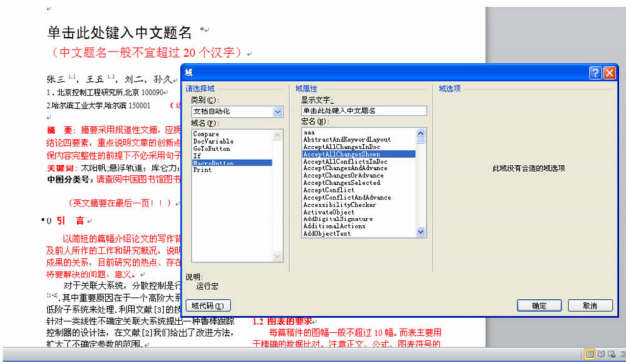 单击此处键入中文题名
（中文题名一般不宜超过 20 个汉字）
张三 1,1，王五 1,2，刘二，孙久
1．北京控制工程研究所,北京 100090
2.哈尔滨工业大学,哈尔滨 150001
摘 要: 摘要采用报道性文摘，应拥
结论四要素，重点说明文章的创新点
保内容完整性的前提下不必采用句子
关键词: 太阳帆;悬浮轨道；库仑力;
中图分类号: 请查阅中国图书馆图书
（英文摘要在最后一页！！）
0 引 言
以简短的篇幅介绍论文的写作背
及前人所作的工作和研究概况，说明
成果的关系，目前研究的热点、存在
待要解决的问题、意义。
对于关联大系统，分散控制是行
其中重要原因在于一个高阶大系
低阶子系统来处理.利用文献[3]的技
针对一类线性不确定关联大系统提出一种鲁棒跟踪
控制器的设计法，在文献[2]我们给出了改进方法，
扩大了不确定参数的范围.
1.2 图表的要求
每篇稿件的图幅一般不超过 10 幅，而表主要用
于精确的数据比对。注意正文、公式、图表符号的
域
请选择域
类别(C):
文档自动化
域名(F):
Compare
DocVariable
GoToButton
If
MacroButton
Print
域属性
显示文字:
单击此处键入中文题名
宏名(M):
aaa
AbstractAndKeywordLayout
AcceptAllChangesInDoc
AcceptAllChangesShown
AcceptAllConflictsInDoc
AcceptChangesAndAdvance
AcceptChangesOrAdvance
AcceptChangesSelected
AcceptConflict
AcceptConflictAndAdvance
AccessibilityChecker
ActivateObject
AddDigitalSignature
AdditionalActions
AddObjectText
域选项
此域没有合适的域选项
说明:
运行宏
域代码(I)
确定
取消